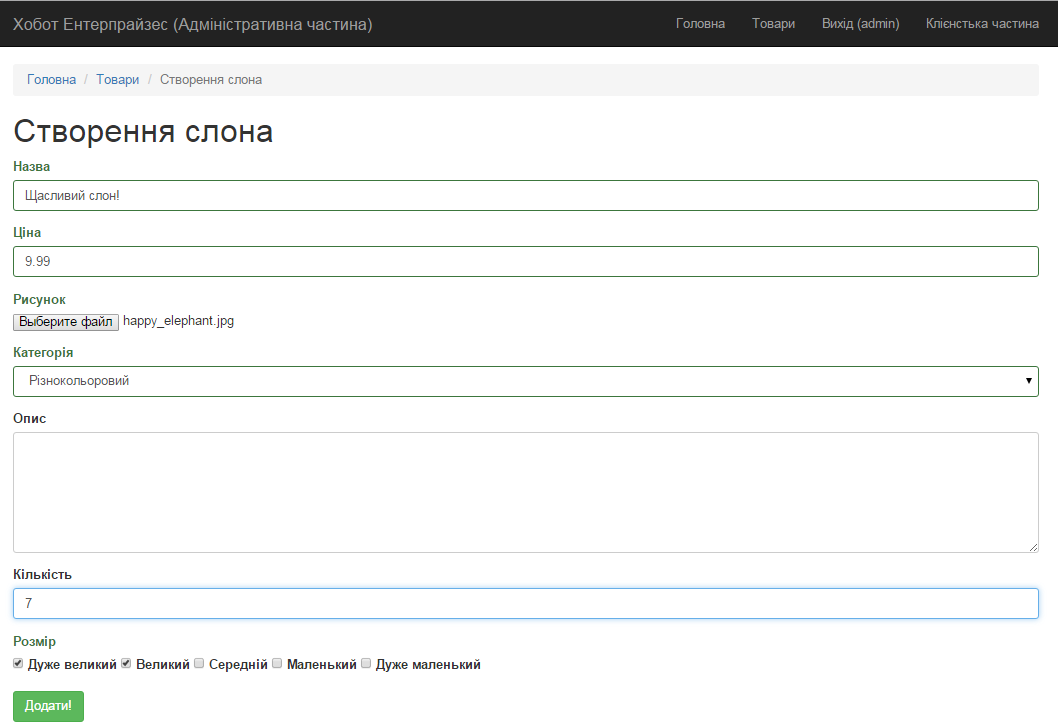 Хобот Ентерпрайзес (Адміністративна частина) Головна Товари Вихід (admin) Клієнстька частина
Головна / Товари / Створення слона
Створення слона
Назва
Щасливий слон!
Ціна
9.99
Рисунок
Выберите файл happy_elephant.jpg
Категорія
Різнокольоровий
Опис
Кількість
7
Розмір
Дуже великий Великий Середній Маленький Дуже маленький
Додати!